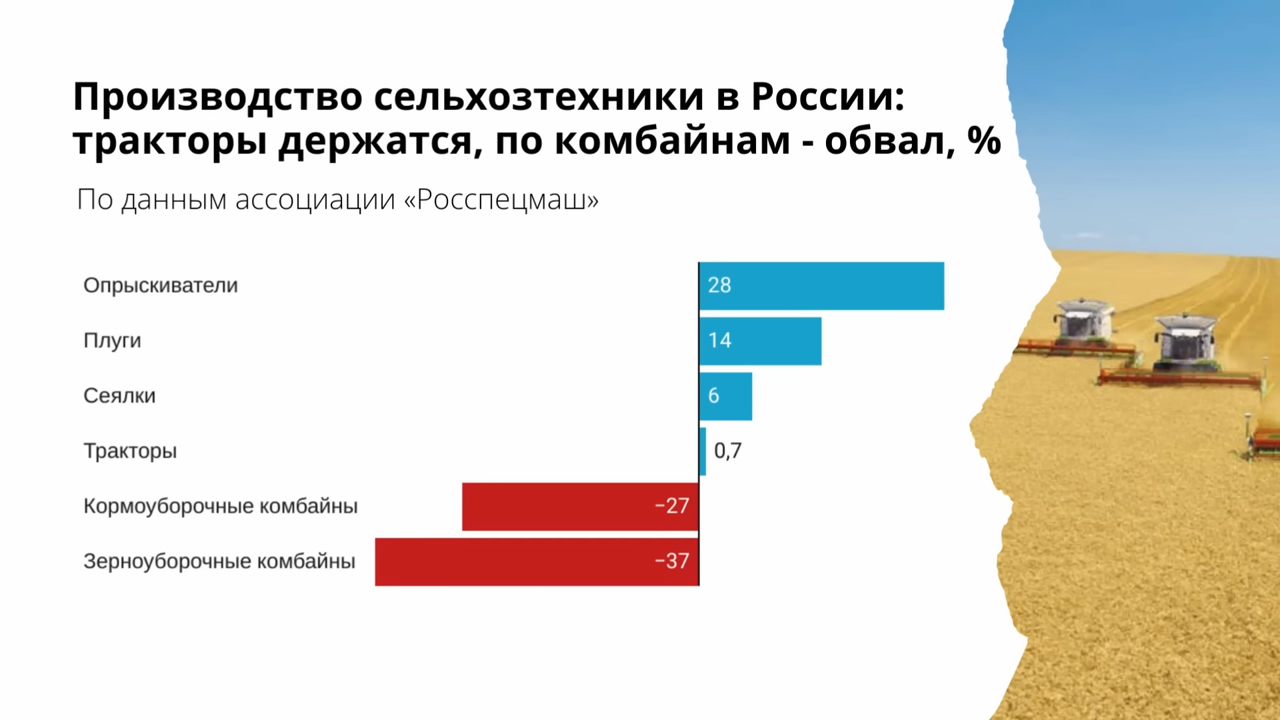 Производство сельхозтехники в России:
тракторы держатся, по комбайнам - обвал, %
По данным ассоциации «Росспецмаш»
Опрыскиватели 28
Плуги 14
Сеялки 6
Тракторы 0,7
Кормоуборочные комбайны −27
Зерноуборочные комбайны −37